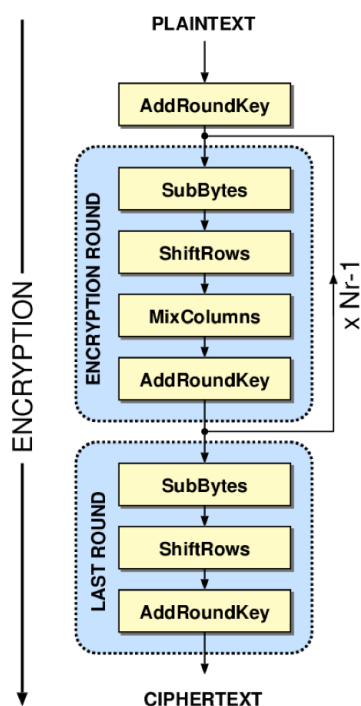 PLAINTEXT
AddRoundKey
SubBytes
ShiftRows
MixColumns
AddRoundKey
ENCRYPTION ROUND
x Nr-1
ENCRYPTION
SubBytes
ShiftRows
AddRoundKey
LAST ROUND
CIPHERTEXT